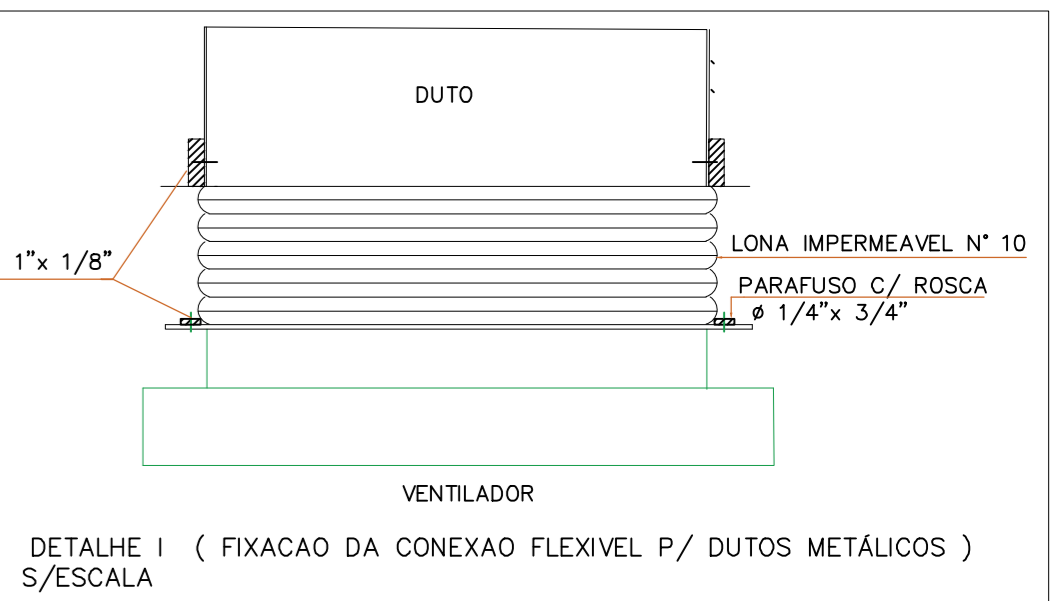 DUTO
1"x 1/8"
LONA IMPERMEAVEL N° 10
PARAFUSO C/ ROSCA
ø 1/4"x 3/4"
VENTILADOR
DETALHE I ( FIXACAO DA CONEXAO FLEXIVEL P/ DUTOS METÁLICOS )
S/ESCALA